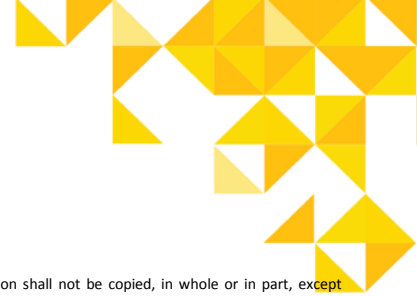 on shall not be copied, in whole or in part, except